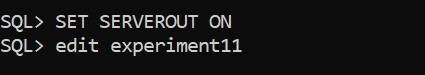 SQL> SET SERVEROUT ON
SQL> edit experiment11